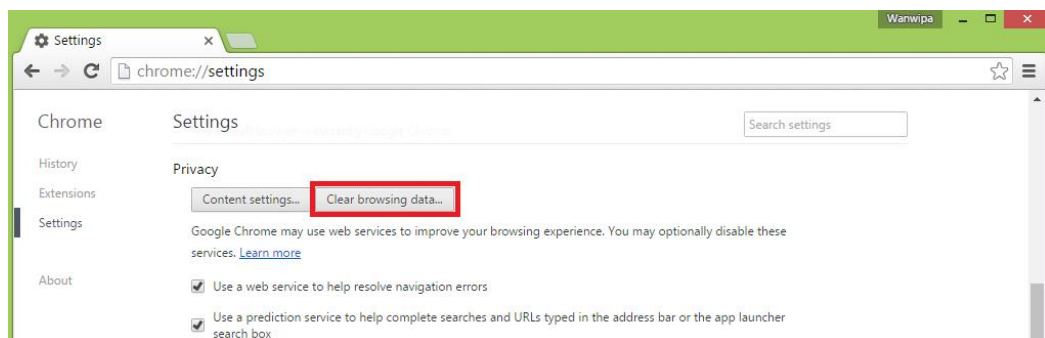 Wanwipa
Settings
chrome://settings
Chrome
Settings
Search settings
History
Extensions
Settings
About
Privacy
Content settings...
Clear browsing data...
Google Chrome may use web services to improve your browsing experience. You may optionally disable these
services. Learn more
Use a web service to help resolve navigation errors
Use a prediction service to help complete searches and URLs typed in the address bar or the app launcher
search box